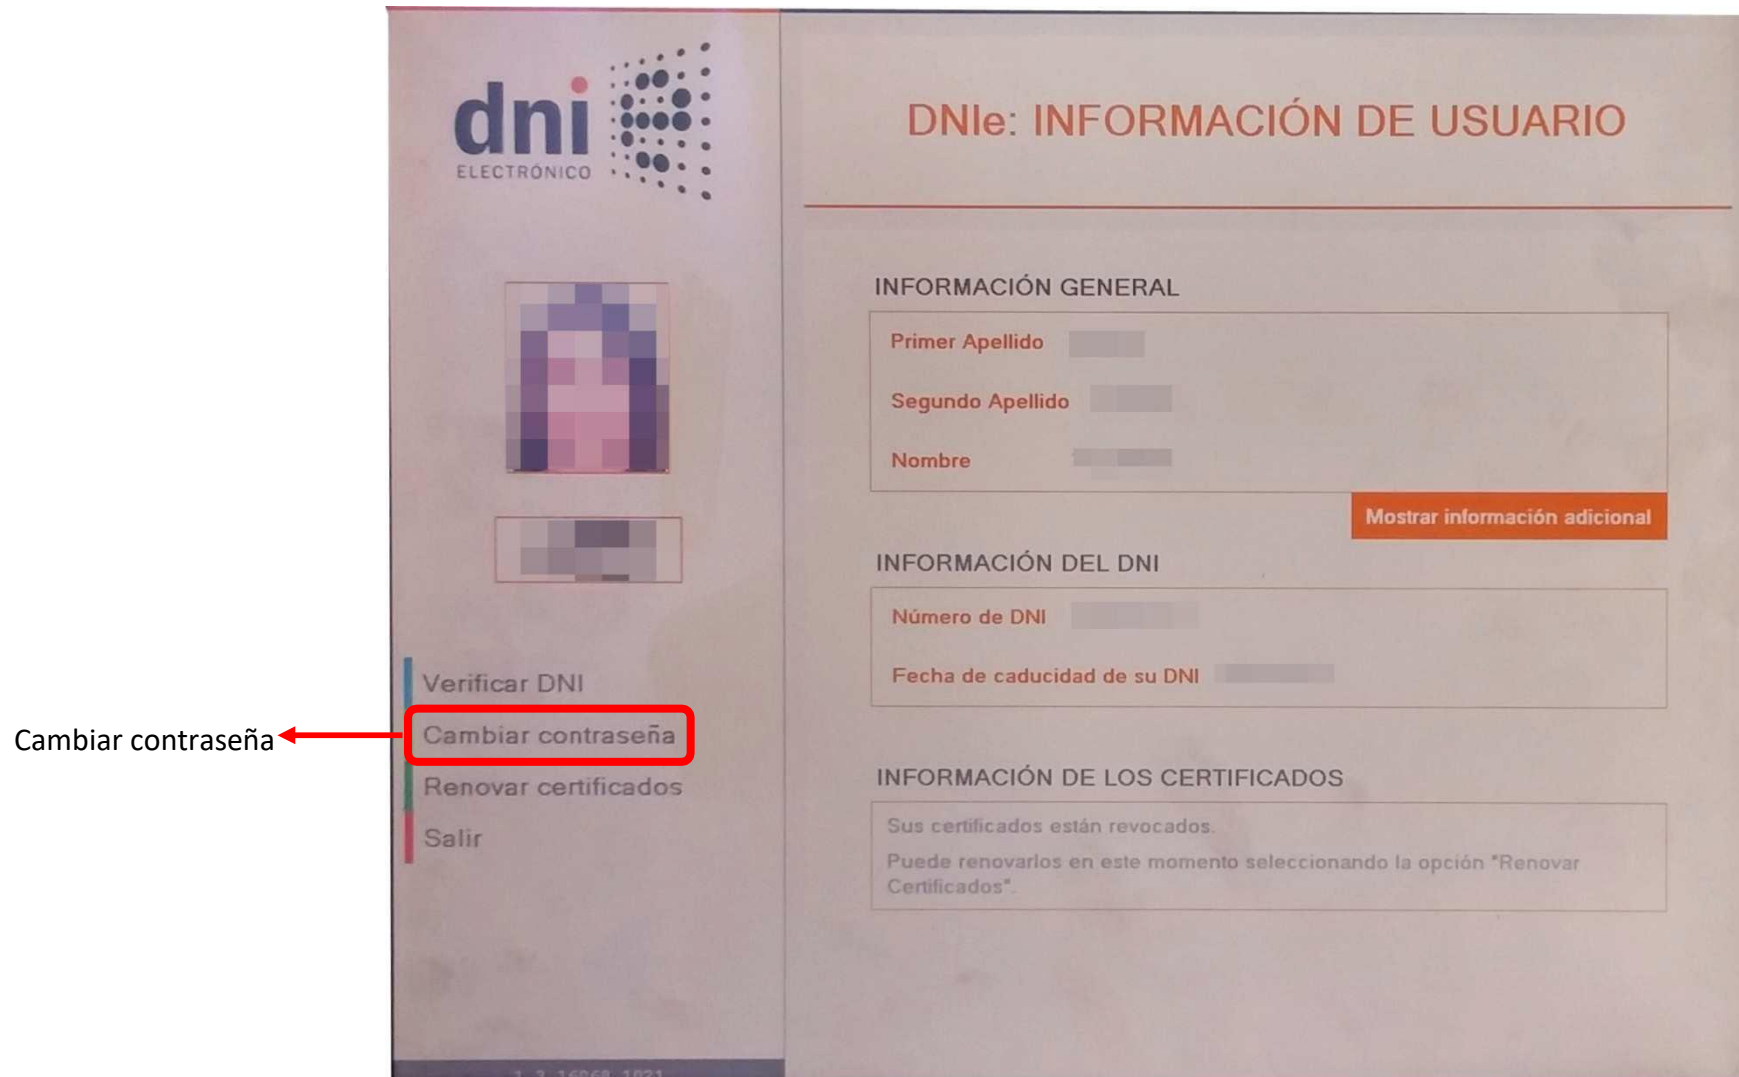 dni
ELECTRÓNICO
DNIe: INFORMACIÓN DE USUARIO
INFORMACIÓN GENERAL
Primer Apellido
Segundo Apellido
Nombre
Mostrar información adicional
INFORMACIÓN DEL DNI
Número de DNI
Fecha de caducidad de su DNI
INFORMACIÓN DE LOS CERTIFICADOS
Sus certificados están revocados.
Puede renovarlos en este momento seleccionando la opción "Renovar
Certificados".
Verificar DNI
Cambiar contraseña
Cambiar contraseña
Renovar certificados
Salir